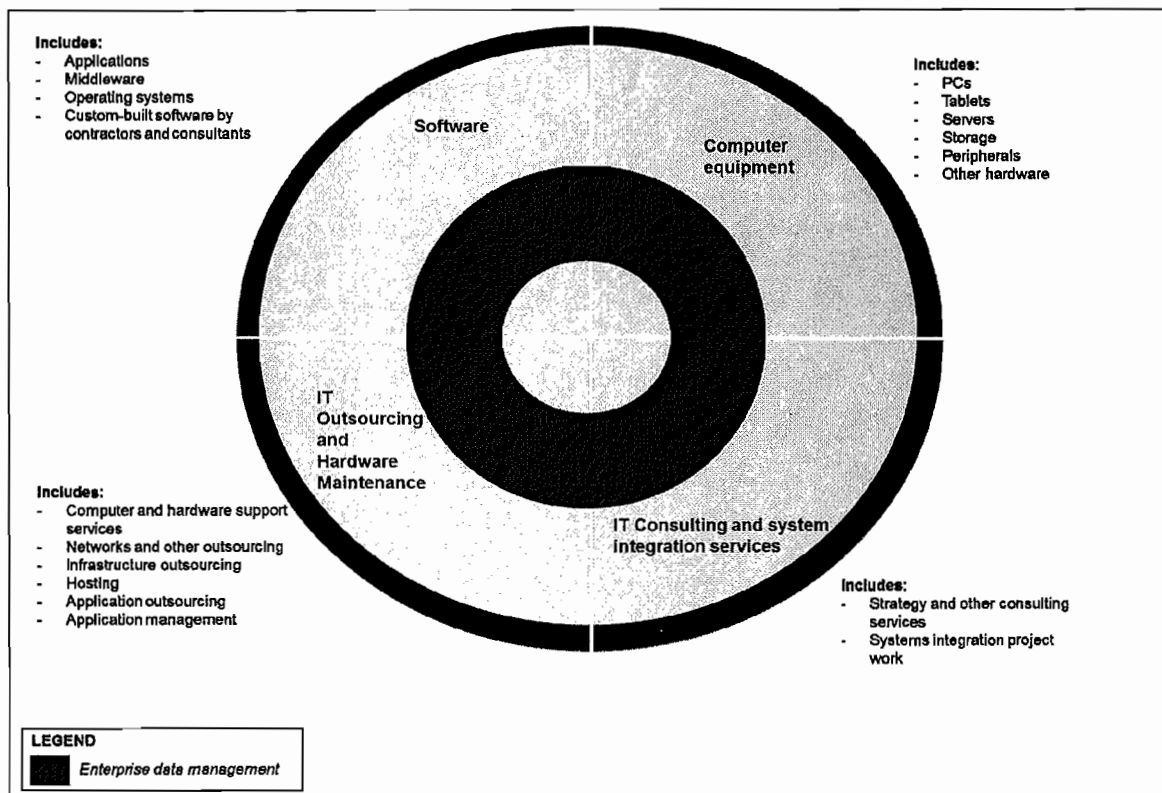 Includes:
- Applications
- Middleware
- Operating systems
- Custom-built software by
contractors and consultants
Software
Computer
equipment
Includes:
- PCs
- Tablets
- Servers
- Storage
- Peripherals
- Other hardware
IT
Outsourcing
and
Hardware
Maintenance
Includes:
- Computer and hardware support
services
- Networks and other outsourcing
- Infrastructure outsourcing
- Hosting
- Application outsourcing
- Application management
IT Consulting and system
integration services
Includes:
- Strategy and other consulting
services
- Systems integration project
work
LEGEND
Enterprise data management